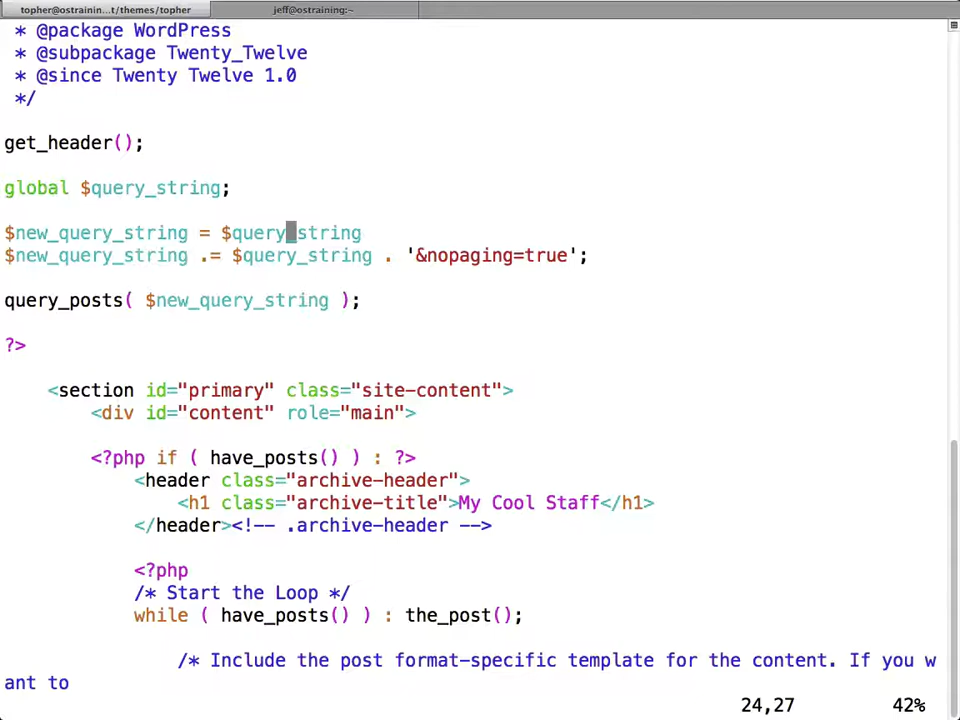 topher@ostrainin...t/themes/topher
jeff@ostraining:~
* @package WordPress
* @subpackage Twenty_Twelve
* @since Twenty Twelve 1.0
*/
get_header();
global $query_string;
$new_query_string = $query_string
$new_query_string .= $query_string . '&nopaging=true';
query_posts( $new_query_string );
?>
<section id="primary" class="site-content">
<div id="content" role="main">
<?php if ( have_posts() ) : ?>
<header class="archive-header">
<h1 class="archive-title">My Cool Staff</h1>
</header><!-- .archive-header -->
<?php
/* Start the Loop */
while ( have_posts() ) : the_post();
/* Include the post format-specific template for the content. If you w
ant to
24,27
42%